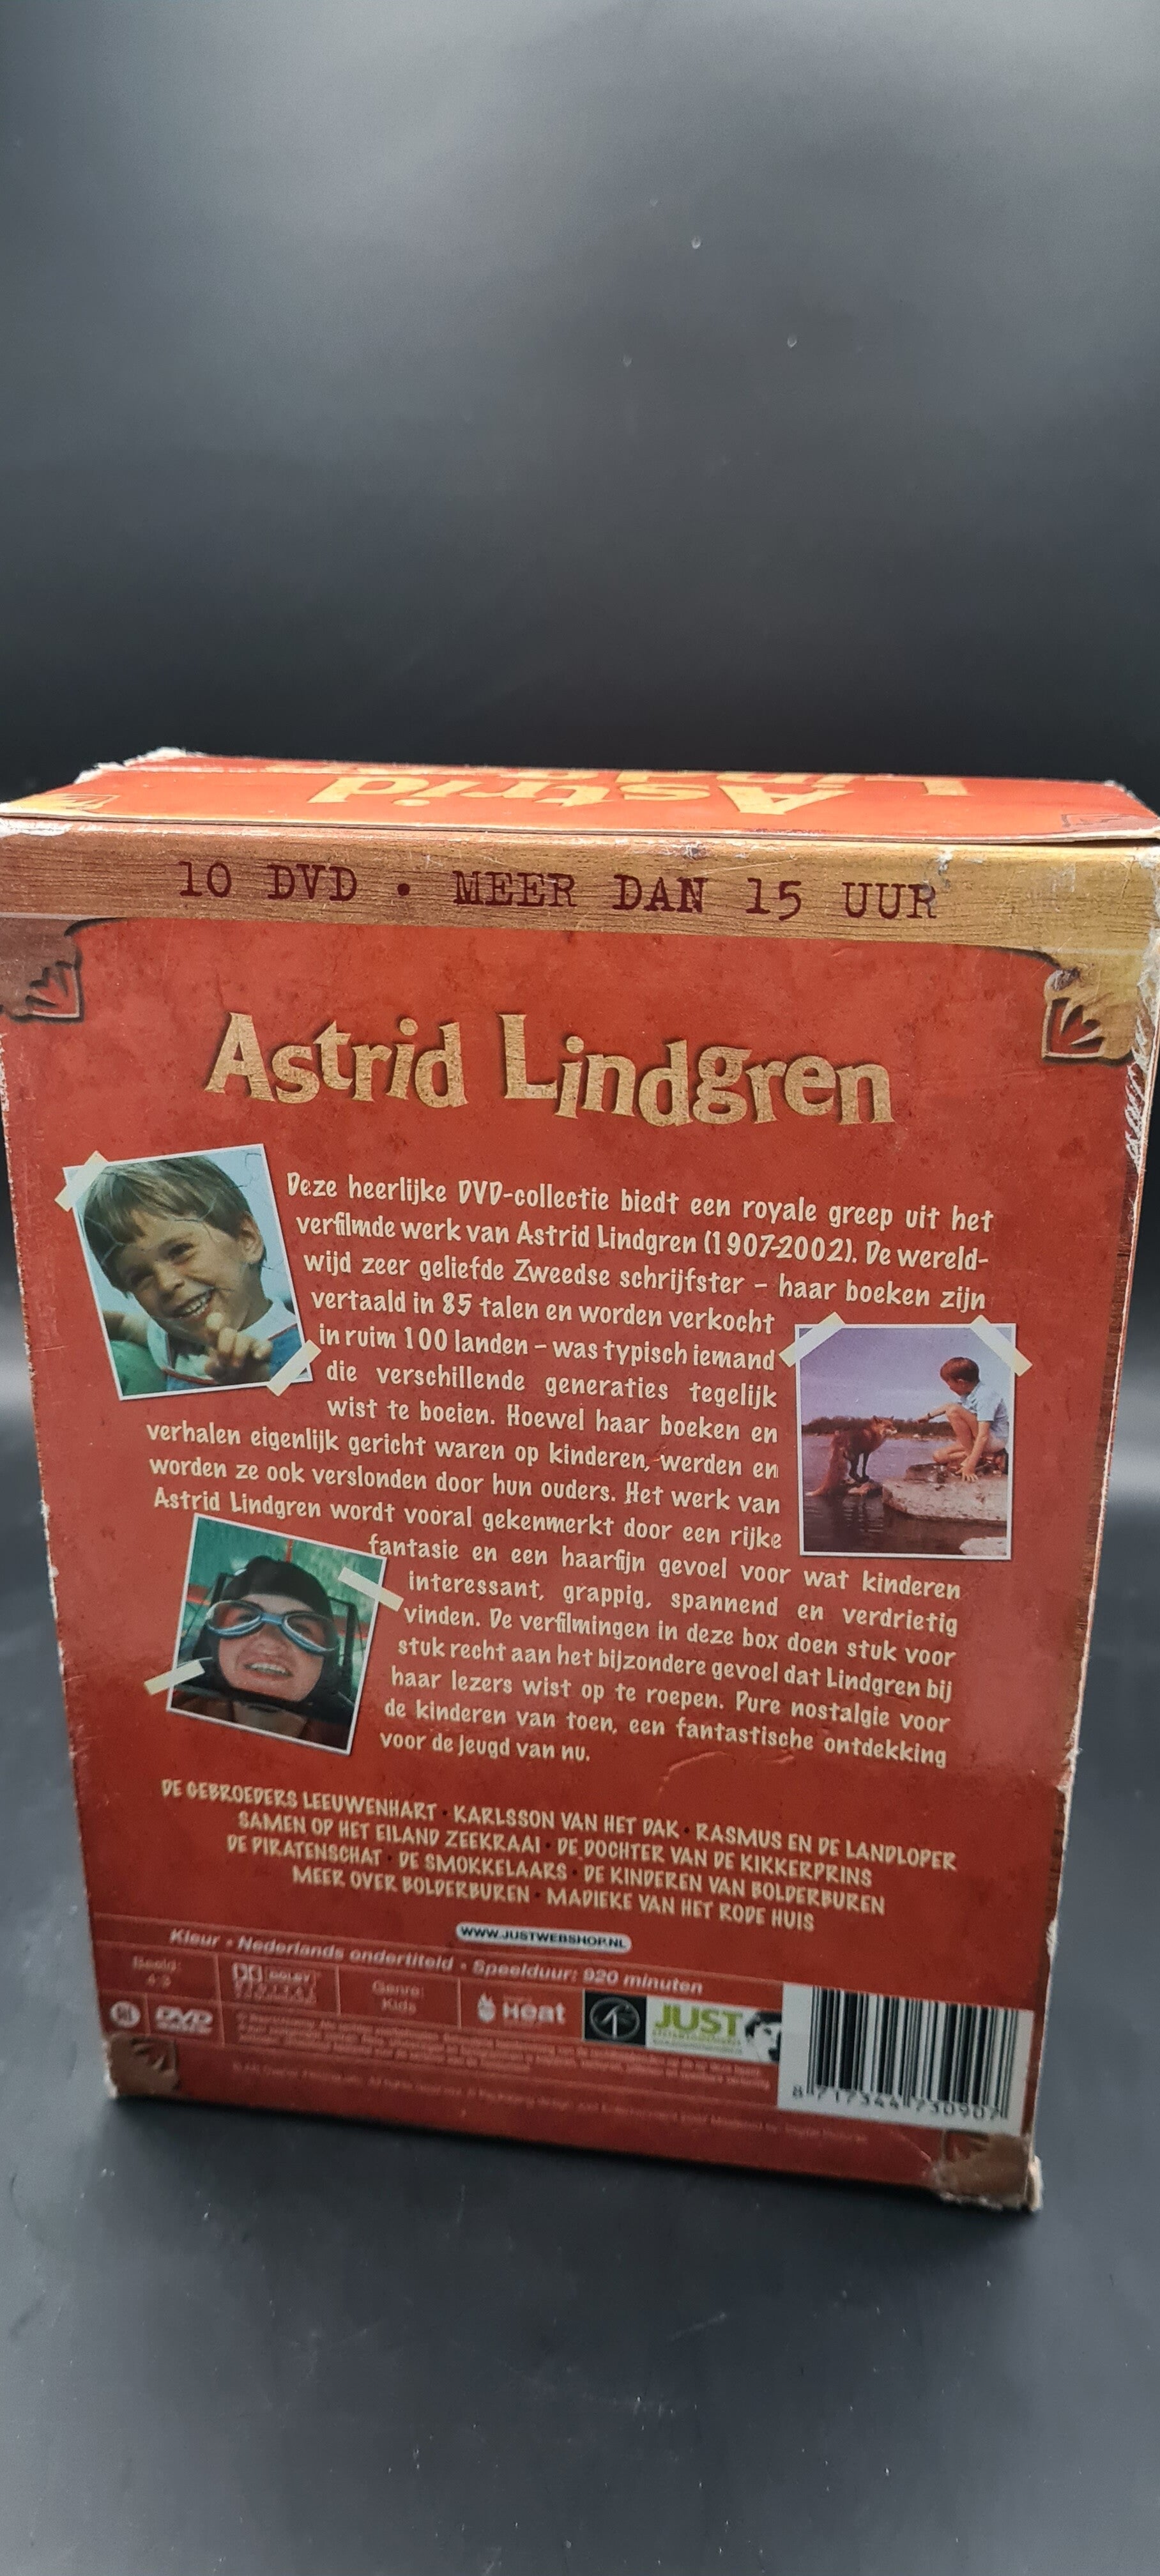 Astrid
10 DVD • MEER DAN 15 UUR
Astrid Lindgren
Deze heerlijke DVD-collectie biedt een royale greep uit het
verfilmde werk van Astrid Lindgren (1907-2002). De wereld-
wijd zeer geliefde Zweedse schrijfster – haar boeken zijn
vertaald in 85 talen en worden verkocht
in ruim 100 landen – was typisch iemand
die verschillende generaties tegelijk
wist te boeien. Hoewel haar boeken en
verhalen eigenlijk gericht waren op kinderen, werden en
worden ze ook verslonden door hun ouders. Het werk van
Astrid Lindgren wordt vooral gekenmerkt door een rijke
fantasie en een haarfijn gevoel voor wat kinderen
interessant, grappig, spannend en verdrietig
vinden. De verfilmingen in deze box doen stuk voor
stuk recht aan het bijzondere gevoel dat Lindgren bij
haar lezers wist op te roepen. Pure nostalgie voor
de kinderen van toen, een fantastische ontdekking
voor de jeugd van nu.
DE GEBROEDERS LEEUWENHART • KARLSSON VAN HET DAK • RASMUS EN DE LANDLOPER
SAMEN OP HET EILAND ZEEKRAAI • DE DOCHTER VAN DE KIKKERPRINS
DE PIRATENSCHAT • DE SMOKKELAARS • DE KINDEREN VAN BOLDERBUREN
MEER OVER BOLDERBUREN • MADIEKE VAN HET RODE HUIS
WWW.JUSTWEBSHOP.NL
Kleur • Nederlands ondertiteld • Speelduur: 920 minuten
Beeld:
4:3
DOLBY
DIGITAL
Genre:
Kids
Heat
JUST
DVD
8 717344 730907